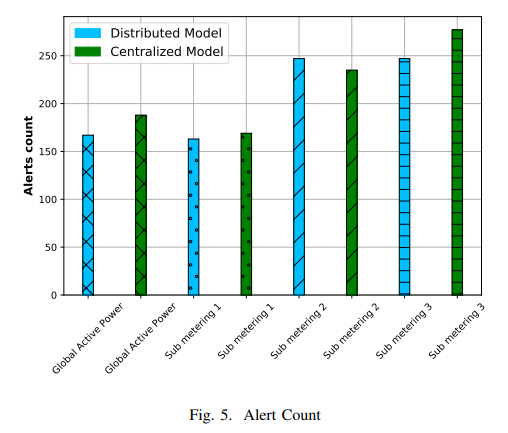 Distributed Model
Centralized Model
Alerts count
250
200
150
100
50
0
Global Active Power
Global Active Power
Sub metering 1
Sub metering 1
Sub metering 2
Sub metering 2
Sub metering 3
Sub metering 3
Fig. 5. Alert Count